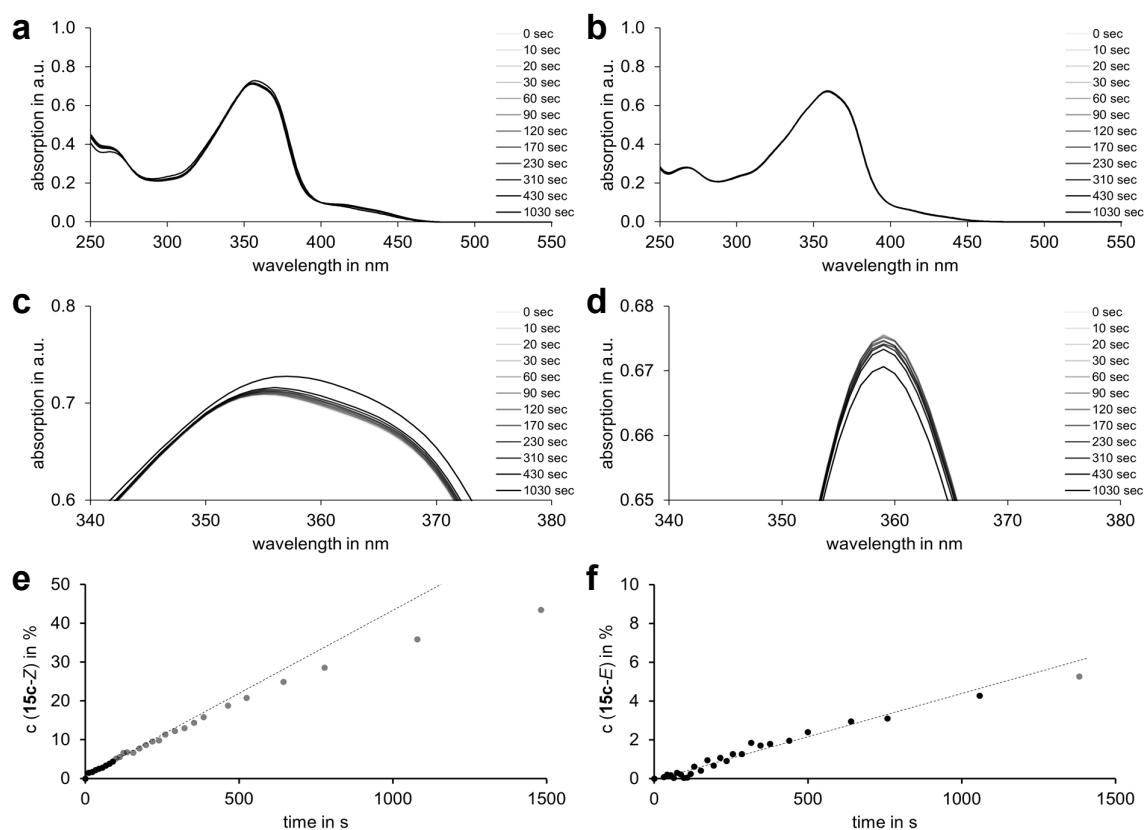 a
absorption in a.u.
1.0
0.8
0.6
0.4
0.2
0.0
250 300 350 400 450 500 550
wavelength in nm
0 sec
10 sec
20 sec
30 sec
60 sec
90 sec
120 sec
170 sec
230 sec
310 sec
430 sec
1030 sec
b
absorption in a.u.
1.0
0.8
0.6
0.4
0.2
0.0
250 300 350 400 450 500 550
wavelength in nm
0 sec
10 sec
20 sec
30 sec
60 sec
90 sec
120 sec
170 sec
230 sec
310 sec
430 sec
1030 sec
c
absorption in a.u.
0.8
0.7
0.6
340 350 360 370 380
wavelength in nm
0 sec
10 sec
20 sec
30 sec
60 sec
90 sec
120 sec
170 sec
230 sec
310 sec
430 sec
1030 sec
d
absorption in a.u.
0.68
0.67
0.66
0.65
340 350 360 370 380
wavelength in nm
0 sec
10 sec
20 sec
30 sec
60 sec
90 sec
120 sec
170 sec
230 sec
310 sec
430 sec
1030 sec
e
c (15c-Z) in %
50
40
30
20
10
0
0 500 1000 1500
time in s
f
c (15c-E) in %
10
8
6
4
2
0
0 500 1000 1500
time in s